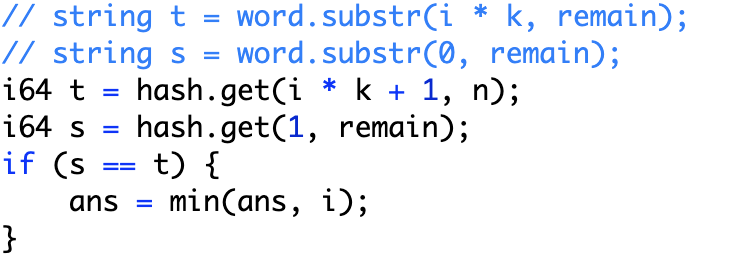 // string t = word.substr(i * k, remain);
// string s = word.substr(0, remain);
i64 t = hash.get(i * k + 1, n);
i64 s = hash.get(1, remain);
if (s == t) {
    ans = min(ans, i);
}